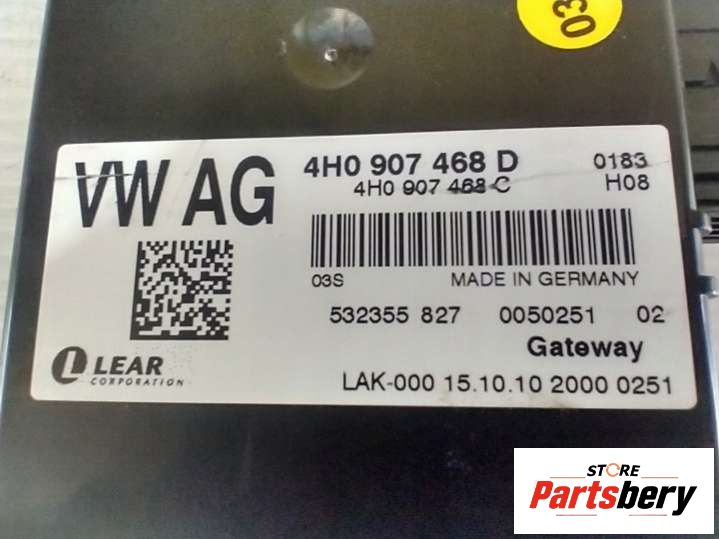 03
VW AG
4H0 907 468 D
0183
4H0 907 468 C
H08
03S
MADE IN GERMANY
532355 827
0050251
02
Gateway
LEAR
CORPORATION
LAK-000 15.10.10 2000 0251
STORE
Partsbery